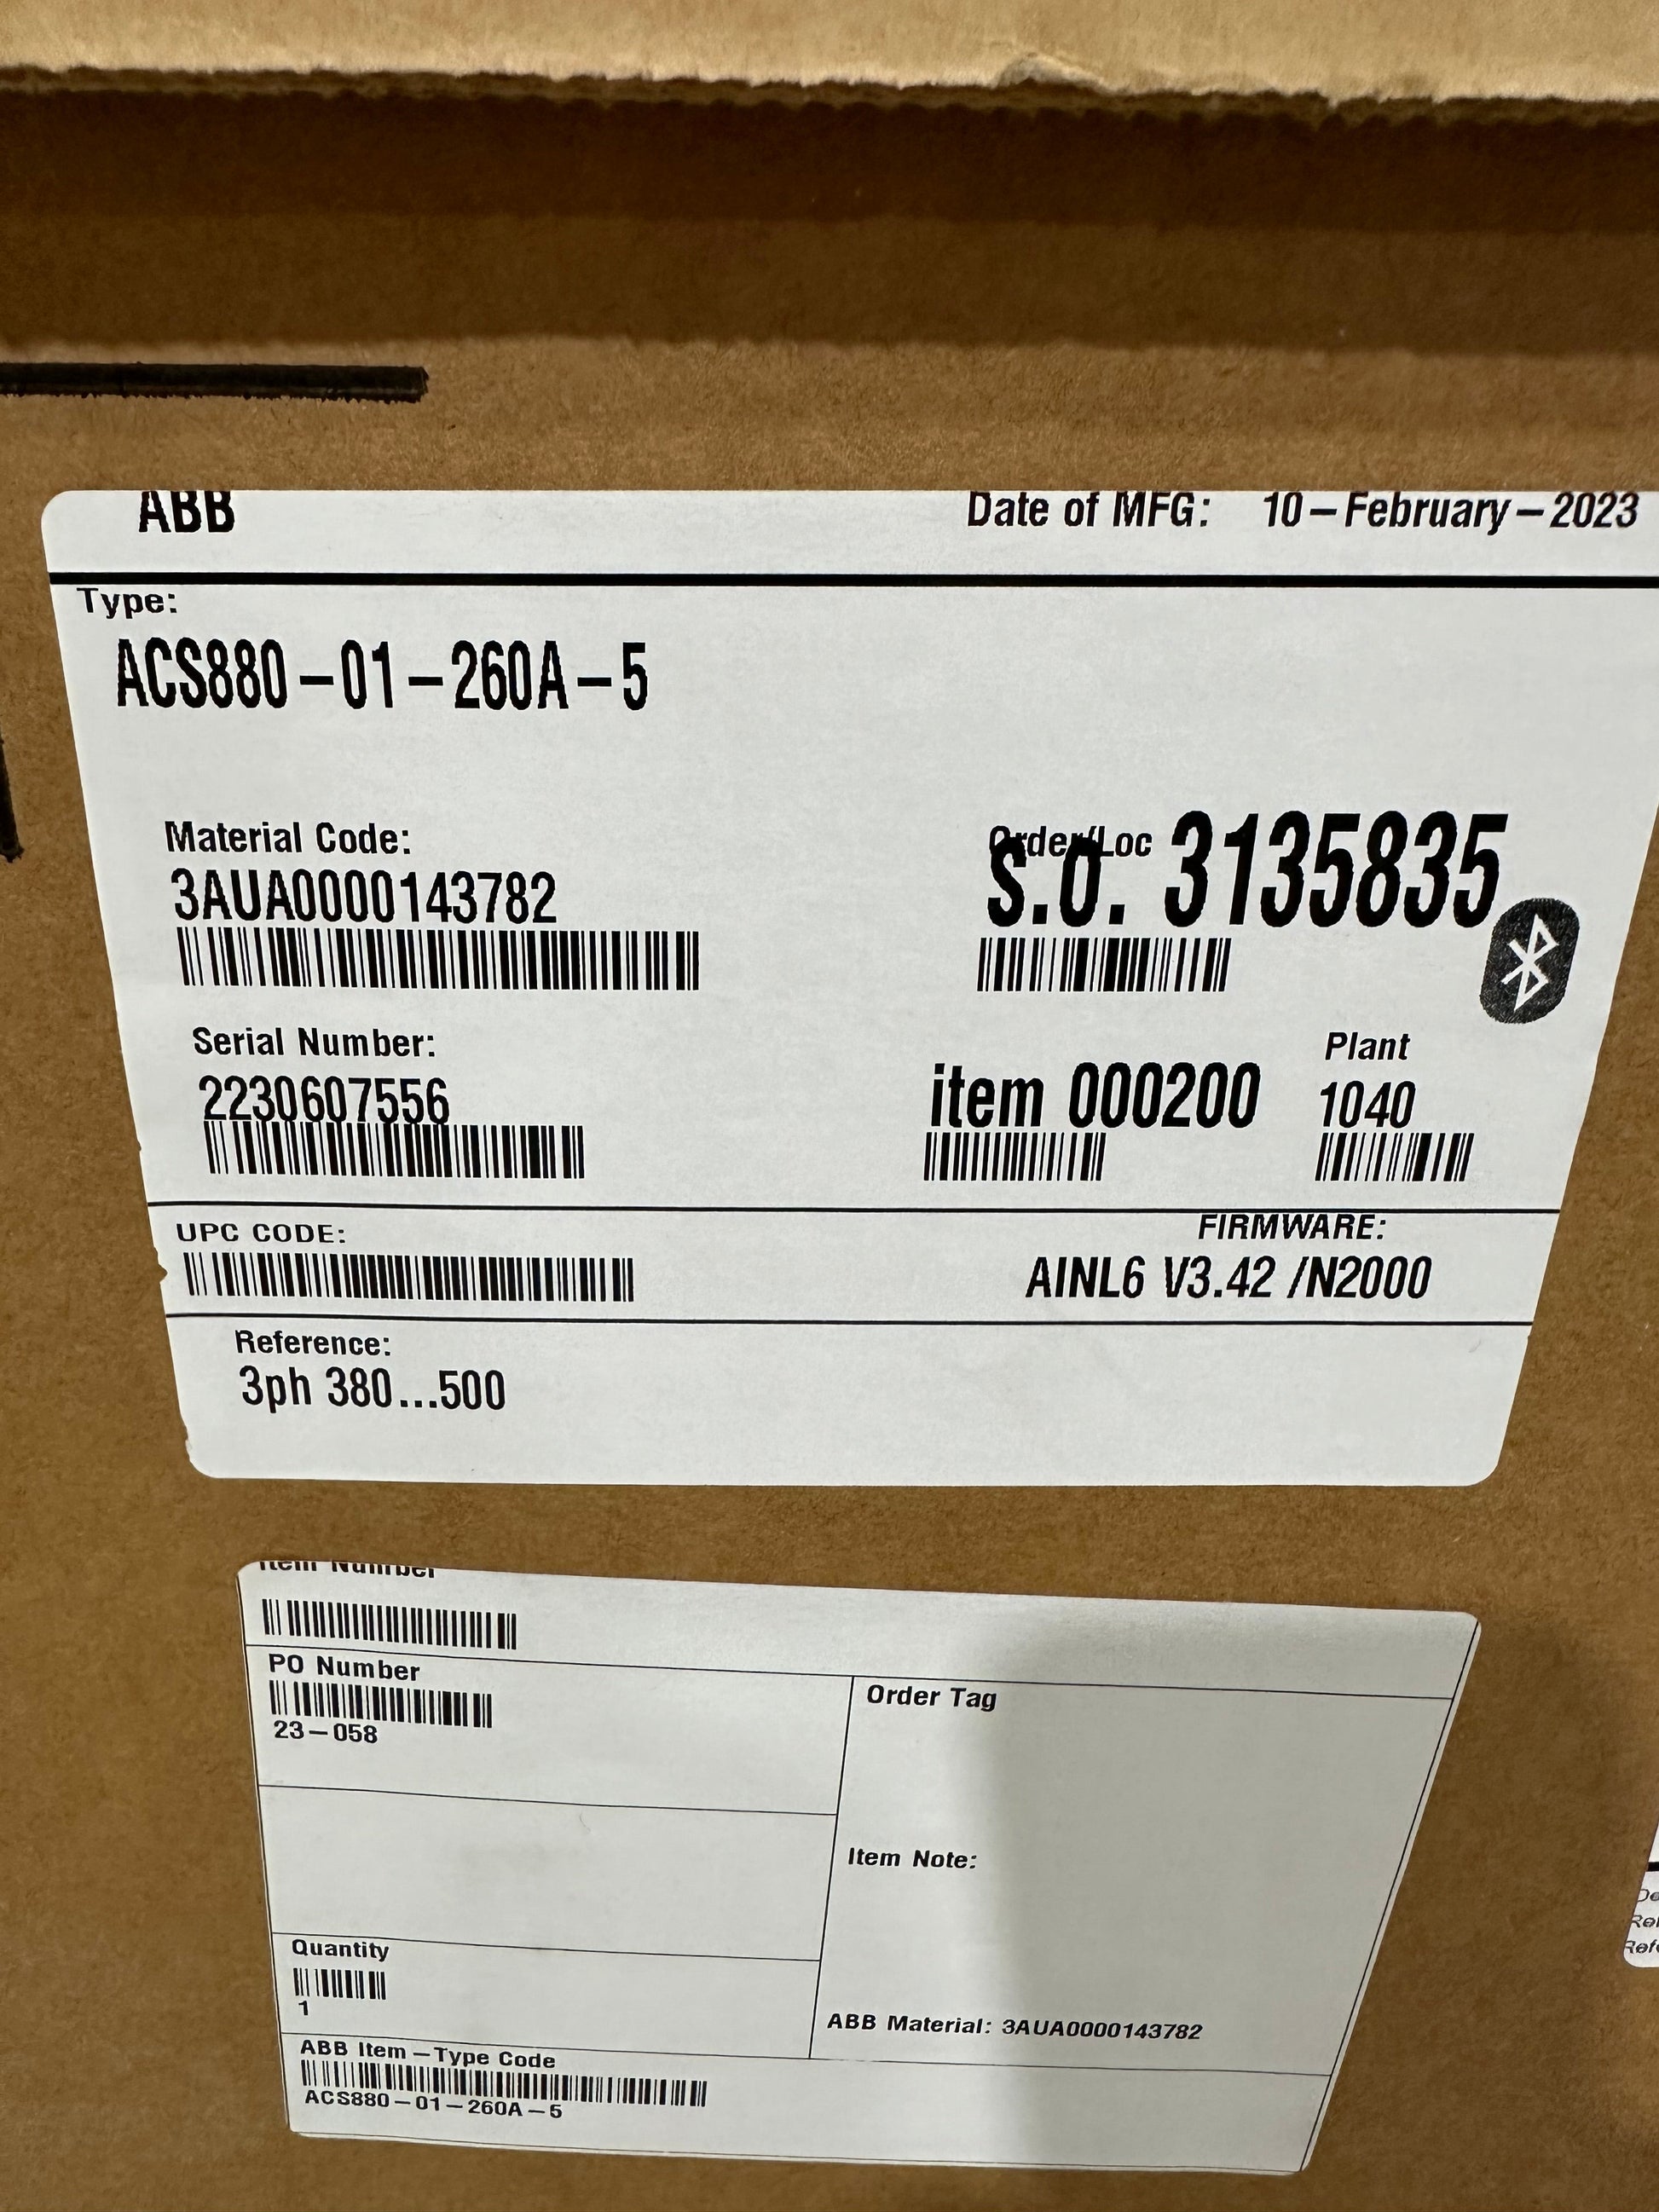 ABB
Date of MFG: 10-February-2023
Type:
ACS880-01-260A-5
Material Code:
3AUA0000143782
Order/Loc
s.o. 3135835
Serial Number:
2230607556
item 000200
Plant
1040
UPC CODE:
FIRMWARE:
AINL6 V3.42 /N2000
Reference:
3ph 380...500
Item Number
PO Number
23-058
Order Tag
Item Note:
Quantity
1
ABB Material: 3AUA0000143782
ABB Item-Type Code
ACS880-01-260A-5